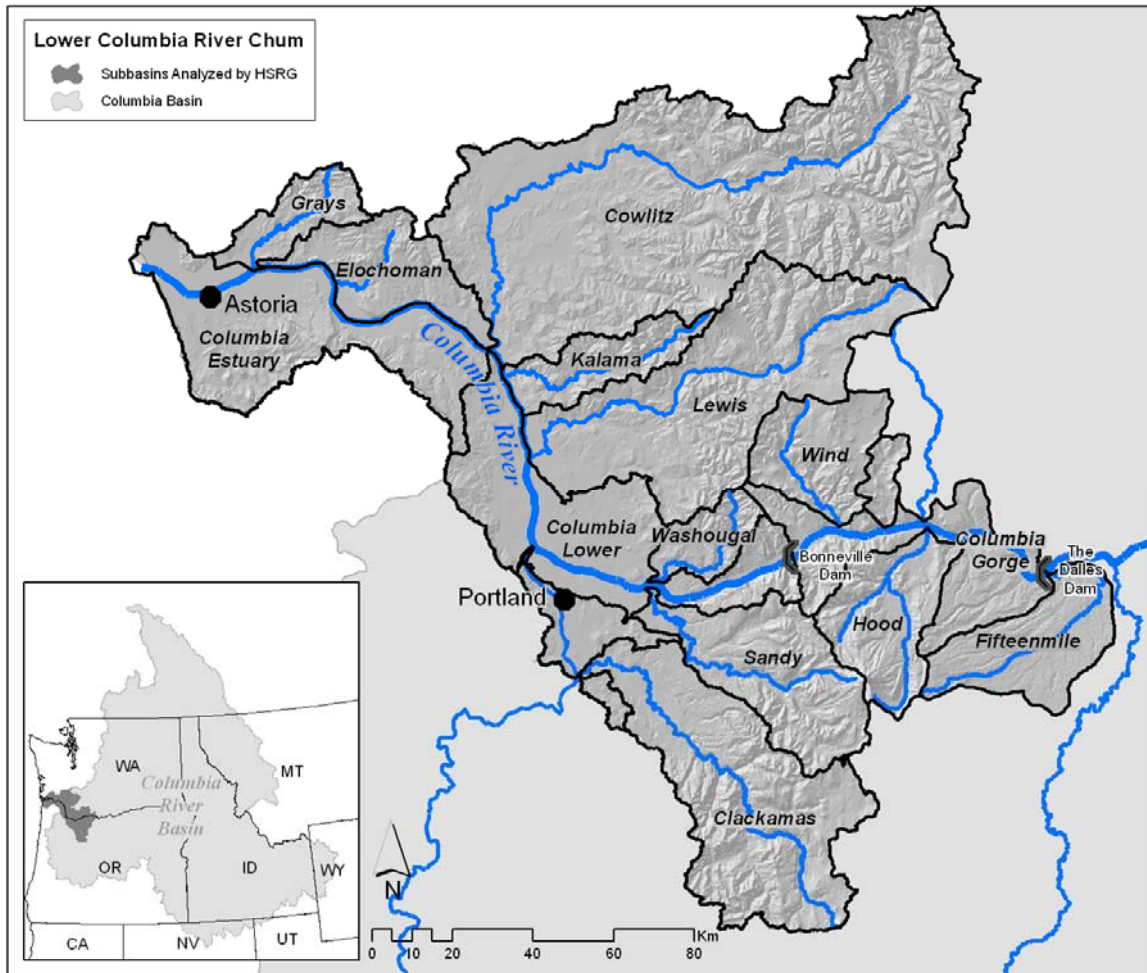 Lower Columbia River Chum
Subbasins Analyzed by HSRG
Columbia Basin
Grays
Cowlitz
Elochoman
Astoria
Columbia
Estuary
Columbia River
Kalama
Lewis
Wind
Columbia
Lower
Washougal
Bonneville
Dam
Columbia
Gorge
The
Dalles
Dam
Portland
Hood
Fifteenmile
Sandy
Clackamas
WA
MT
Columbia
River
Basin
OR
ID
WY
CA
NV
UT
N
Km
0 10 20 40 60 80